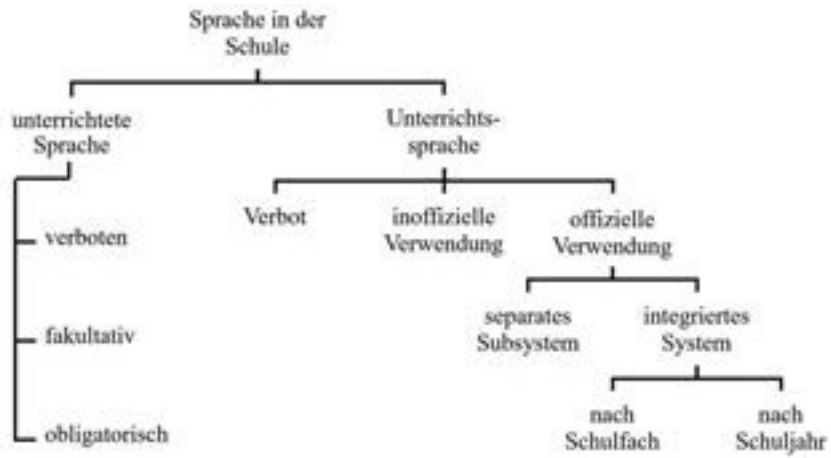 Sprache in der
Schule
unterrichtete
Sprache
Unterrichts-
sprache
verboten
fakultativ
obligatorisch
Verbot
inoffizielle
Verwendung
offizielle
Verwendung
separates
Subsystem
integriertes
System
nach
Schulfach
nach
Schuljahr